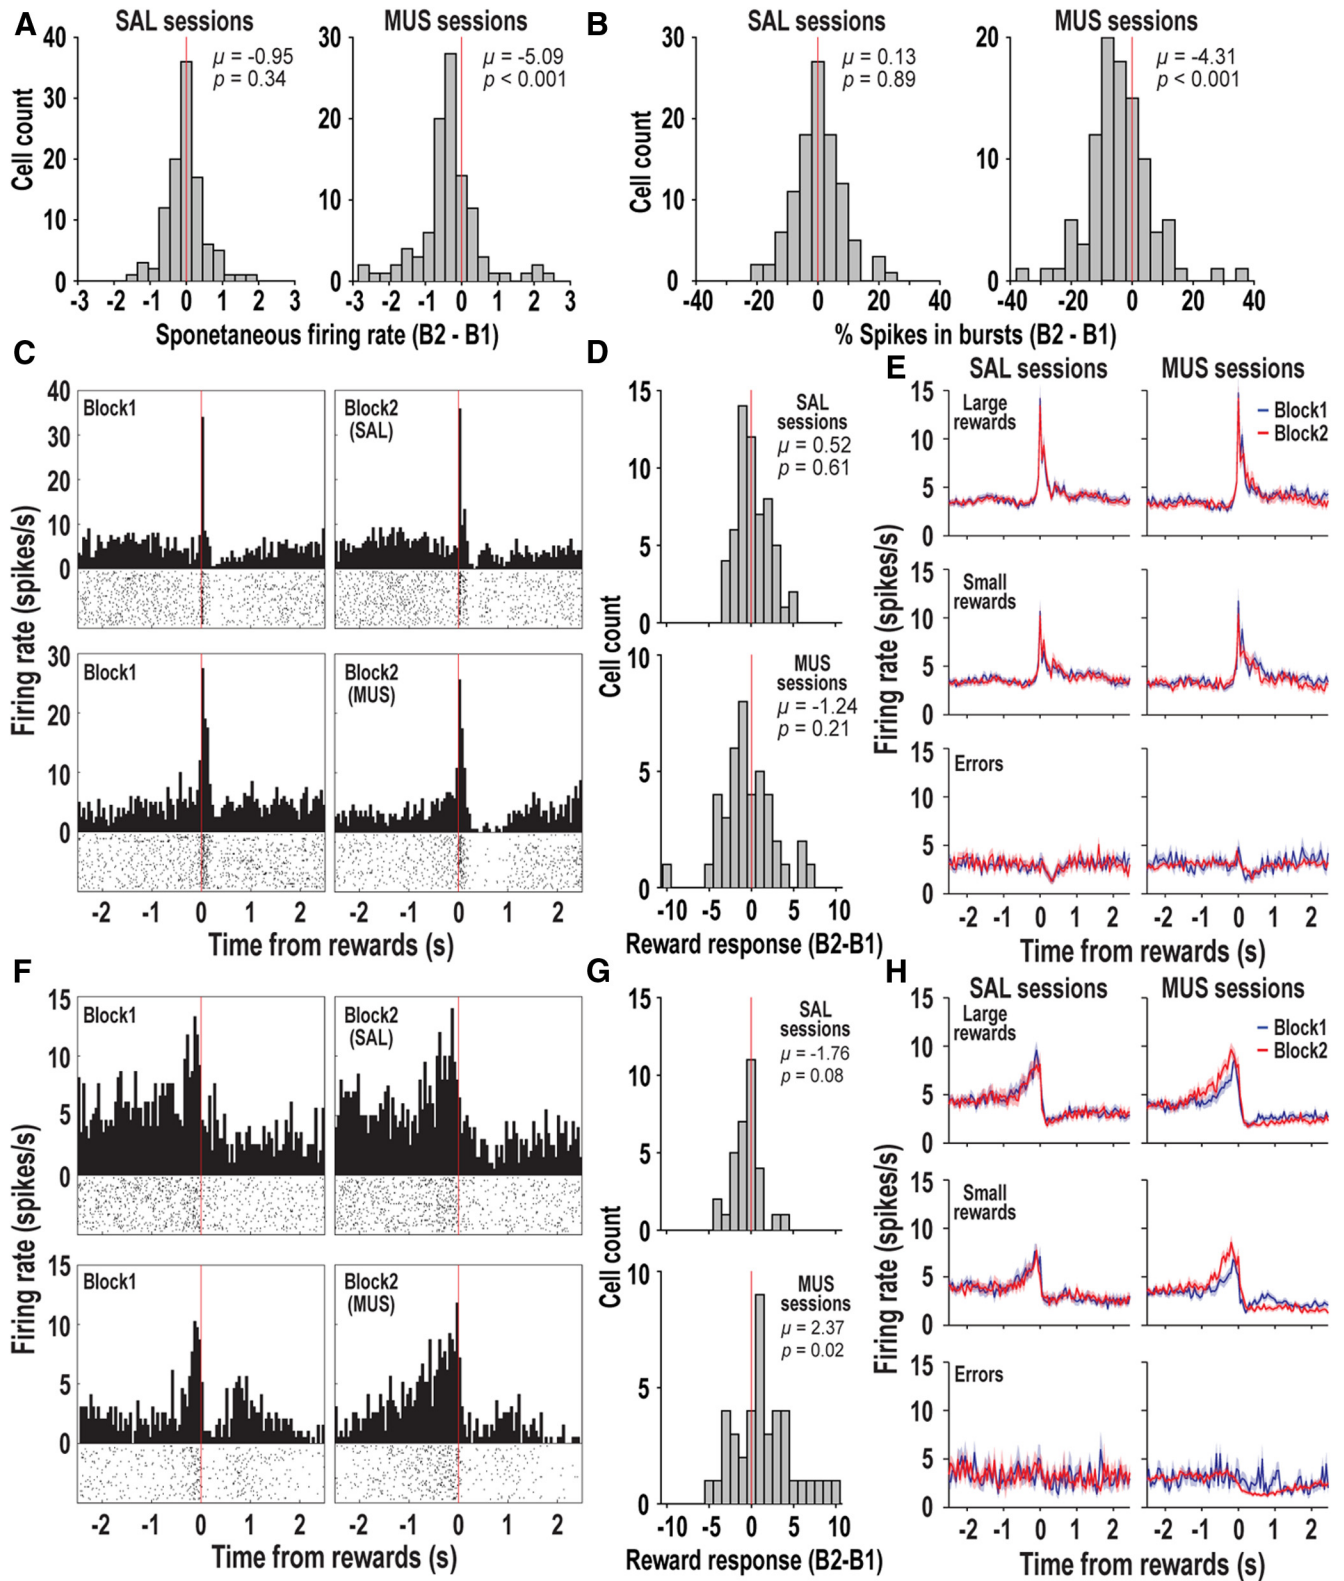 A
SAL sessions
MUS sessions
μ = -0.95
p = 0.34
μ = -5.09
p < 0.001
Cell count
40
30
20
10
0
30
20
10
0
-3 -2 -1 0 1 2 3
-3 -2 -1 0 1 2 3
Sponetaneous firing rate (B2 - B1)
B
SAL sessions
MUS sessions
μ = 0.13
p = 0.89
μ = -4.31
p < 0.001
Cell count
30
20
10
0
20
10
0
-40 -20 0 20 40
-40 -20 0 20 40
% Spikes in bursts (B2 - B1)
C
Firing rate (spikes/s)
40
30
20
10
0
Block1
Block2
(SAL)
30
20
10
0
Block1
Block2
(MUS)
-2 -1 0 1 2
-2 -1 0 1 2
Time from rewards (s)
D
Cell count
15
10
5
0
SAL
sessions
μ = 0.52
p = 0.61
10
5
0
MUS
sessions
μ = -1.24
p = 0.21
-10 -5 0 5 10
Reward response (B2-B1)
E
SAL sessions
MUS sessions
Firing rate (spikes/s)
15
10
5
0
Large
rewards
Block1
Block2
15
10
5
0
Small
rewards
15
10
5
0
Errors
-2 -1 0 1 2
-2 -1 0 1 2
Time from rewards (s)
F
Firing rate (spikes/s)
15
10
5
0
Block1
Block2
(SAL)
15
10
5
0
Block1
Block2
(MUS)
-2 -1 0 1 2
-2 -1 0 1 2
Time from rewards (s)
G
Cell count
15
10
5
0
SAL
sessions
μ = -1.76
p = 0.08
10
5
0
MUS
sessions
μ = 2.37
p = 0.02
-10 -5 0 5 10
Reward response (B2-B1)
H
SAL sessions
MUS sessions
Firing rate (spikes/s)
15
10
5
0
Large
rewards
Block1
Block2
15
10
5
0
Small
rewards
15
10
5
0
Errors
-2 -1 0 1 2
-2 -1 0 1 2
Time from rewards (s)